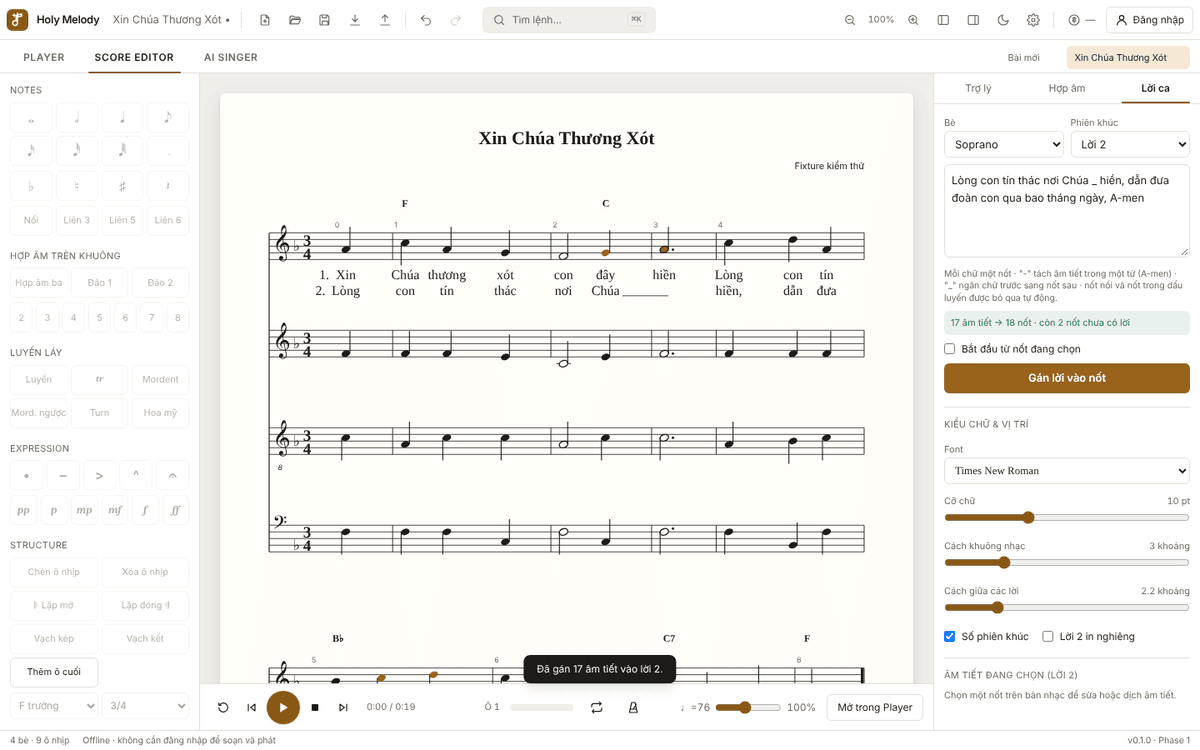 Holy Melody Xin Chúa Thương Xót • Tìm lệnh... ⌘K 100% — Đăng nhập
PLAYER SCORE EDITOR AI SINGER Bài mới Xin Chúa Thương Xót
NOTES
Nối Liên 3 Liên 5 Liên 6
HỢP ÂM TRÊN KHUÔNG
Hợp âm ba Đảo 1 Đảo 2
2 3 4 5 6 7 8
LUYẾN LÁY
Luyến tr Mordent
Mord. ngược Turn Hoa mỹ
EXPRESSION
pp p mp mf f ff
STRUCTURE
Chèn ô nhịp Xóa ô nhịp
Lặp mở Lặp đóng
Vạch kép Vạch kết
Thêm ô cuối
F trưởng 3/4
Xin Chúa Thương Xót
Fixture kiểm thử
F C
0 1 2 3 4
3 4
1. Xin Chúa thương xót con đây hiền Lòng con tín
2. Lòng con tín thác nơi Chúa ______ hiền, dẫn đưa
3 4
3 4
8
3 4
B♭ C7 F
5 6 8
Đã gán 17 âm tiết vào lời 2.
0:00 / 0:19 Ô 1 ♩=76 100% Mở trong Player
Trợ lý Hợp âm Lời ca
Bè Phiên khúc
Soprano Lời 2
Lòng con tín thác nơi Chúa _ hiền, dẫn đưa
đoàn con qua bao tháng ngày, A-men
Mỗi chữ một nốt · "-" tách âm tiết trong một từ (A-men) ·
"_" ngân chữ trước sang nốt sau · nốt nối và nốt trong dấu
luyến được bỏ qua tự động.
17 âm tiết → 18 nốt · còn 2 nốt chưa có lời
Bắt đầu từ nốt đang chọn
Gán lời vào nốt
KIỂU CHỮ & VỊ TRÍ
Font
Times New Roman
Cỡ chữ 10 pt
Cách khuông nhạc 3 khoảng
Cách giữa các lời 2.2 khoảng
Số phiên khúc Lời 2 in nghiêng
ÂM TIẾT ĐANG CHỌN (LỜI 2)
Chọn một nốt trên bản nhạc để sửa hoặc dịch âm tiết.
4 bè · 9 ô nhịp Offline · không cần đăng nhập để soạn và phát v0.1.0 · Phase 1